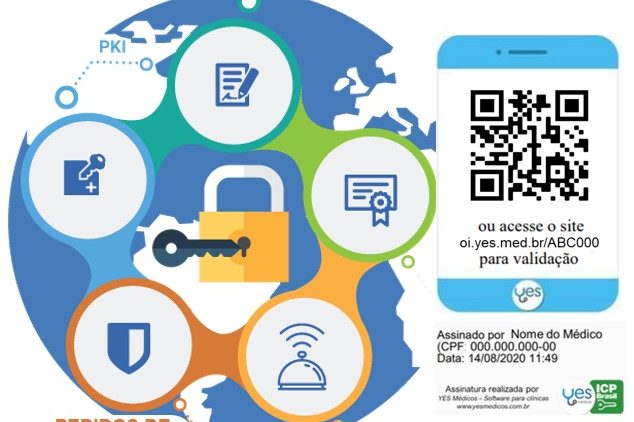 PKI
ou acesse o site
oi.yes.med.br/ABC000
para validação
yes
Assinado por Nome do Médico
(CPF 000.000.000-00
Data: 14/08/2020 11:49
Assinatura realizada por
YES Médicos – Software para clínicas
www.yesmedicos.com.br
yes
ICP
Brasil